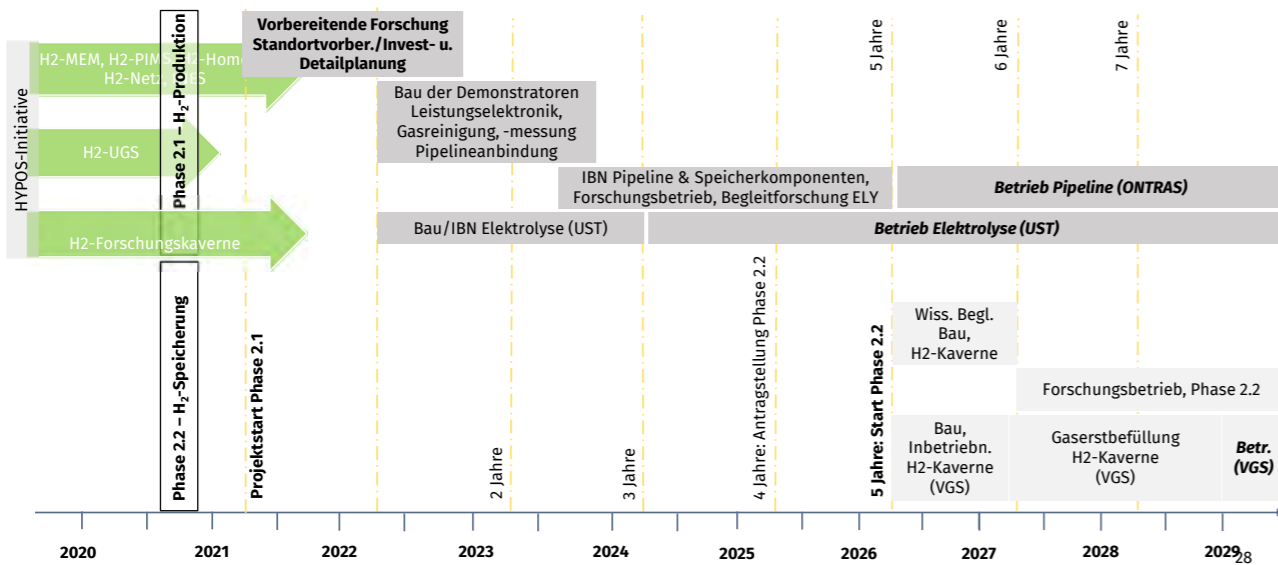 HYPOS-Initiative
H2-MEM, H2-PIMS, H2-Home
H2-Netz,
H2-UGS
H2-Forschungskaverne
Phase 2.1 – H₂-Produktion
Phase 2.2 – H₂-Speicherung
Vorbereitende Forschung
Standortvorber./Invest- u.
Detailplanung
Bau der Demonstratoren
Leistungselektronik,
Gasreinigung, -messung
Pipelineanbindung
IBN Pipeline & Speicherkomponenten,
Forschungsbetrieb, Begleitforschung ELY
Betrieb Pipeline (ONTRAS)
Bau/IBN Elektrolyse (UST)
Betrieb Elektrolyse (UST)
5 Jahre
6 Jahre
7 Jahre
Projektstart Phase 2.1
2 Jahre
3 Jahre
4 Jahre: Antragstellung Phase 2.2
5 Jahre: Start Phase 2.2
Wiss. Begl.
Bau,
H2-Kaverne
Forschungsbetrieb, Phase 2.2
Bau,
Inbetriebn.
H2-Kaverne
(VGS)
Gaserstbefüllung
H2-Kaverne
(VGS)
Betr.
(VGS)
2020
2021
2022
2023
2024
2025
2026
2027
2028
2029
28